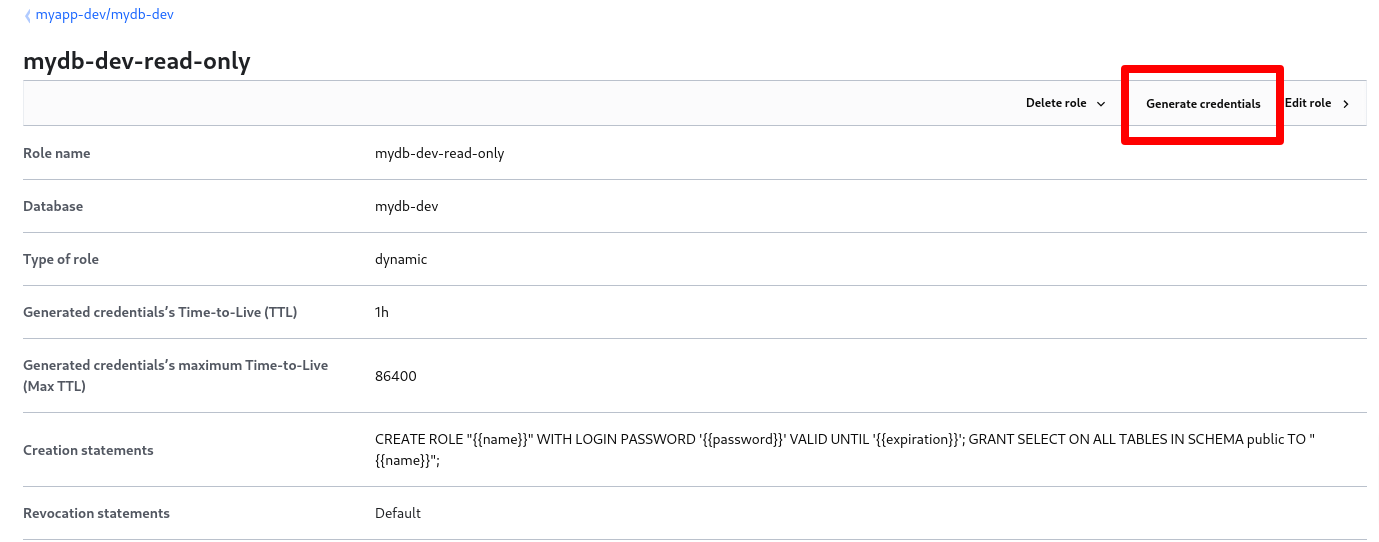 myapp-dev/mydb-dev
mydb-dev-read-only
Delete role
Generate credentials
Edit role
Role name
mydb-dev-read-only
Database
mydb-dev
Type of role
dynamic
Generated credentials’s Time-to-Live (TTL)
1h
Generated credentials’s maximum Time-to-Live
(Max TTL)
86400
Creation statements
CREATE ROLE "{{name}}" WITH LOGIN PASSWORD '{{password}}' VALID UNTIL '{{expiration}}'; GRANT SELECT ON ALL TABLES IN SCHEMA public TO "
{{name}}";
Revocation statements
Default